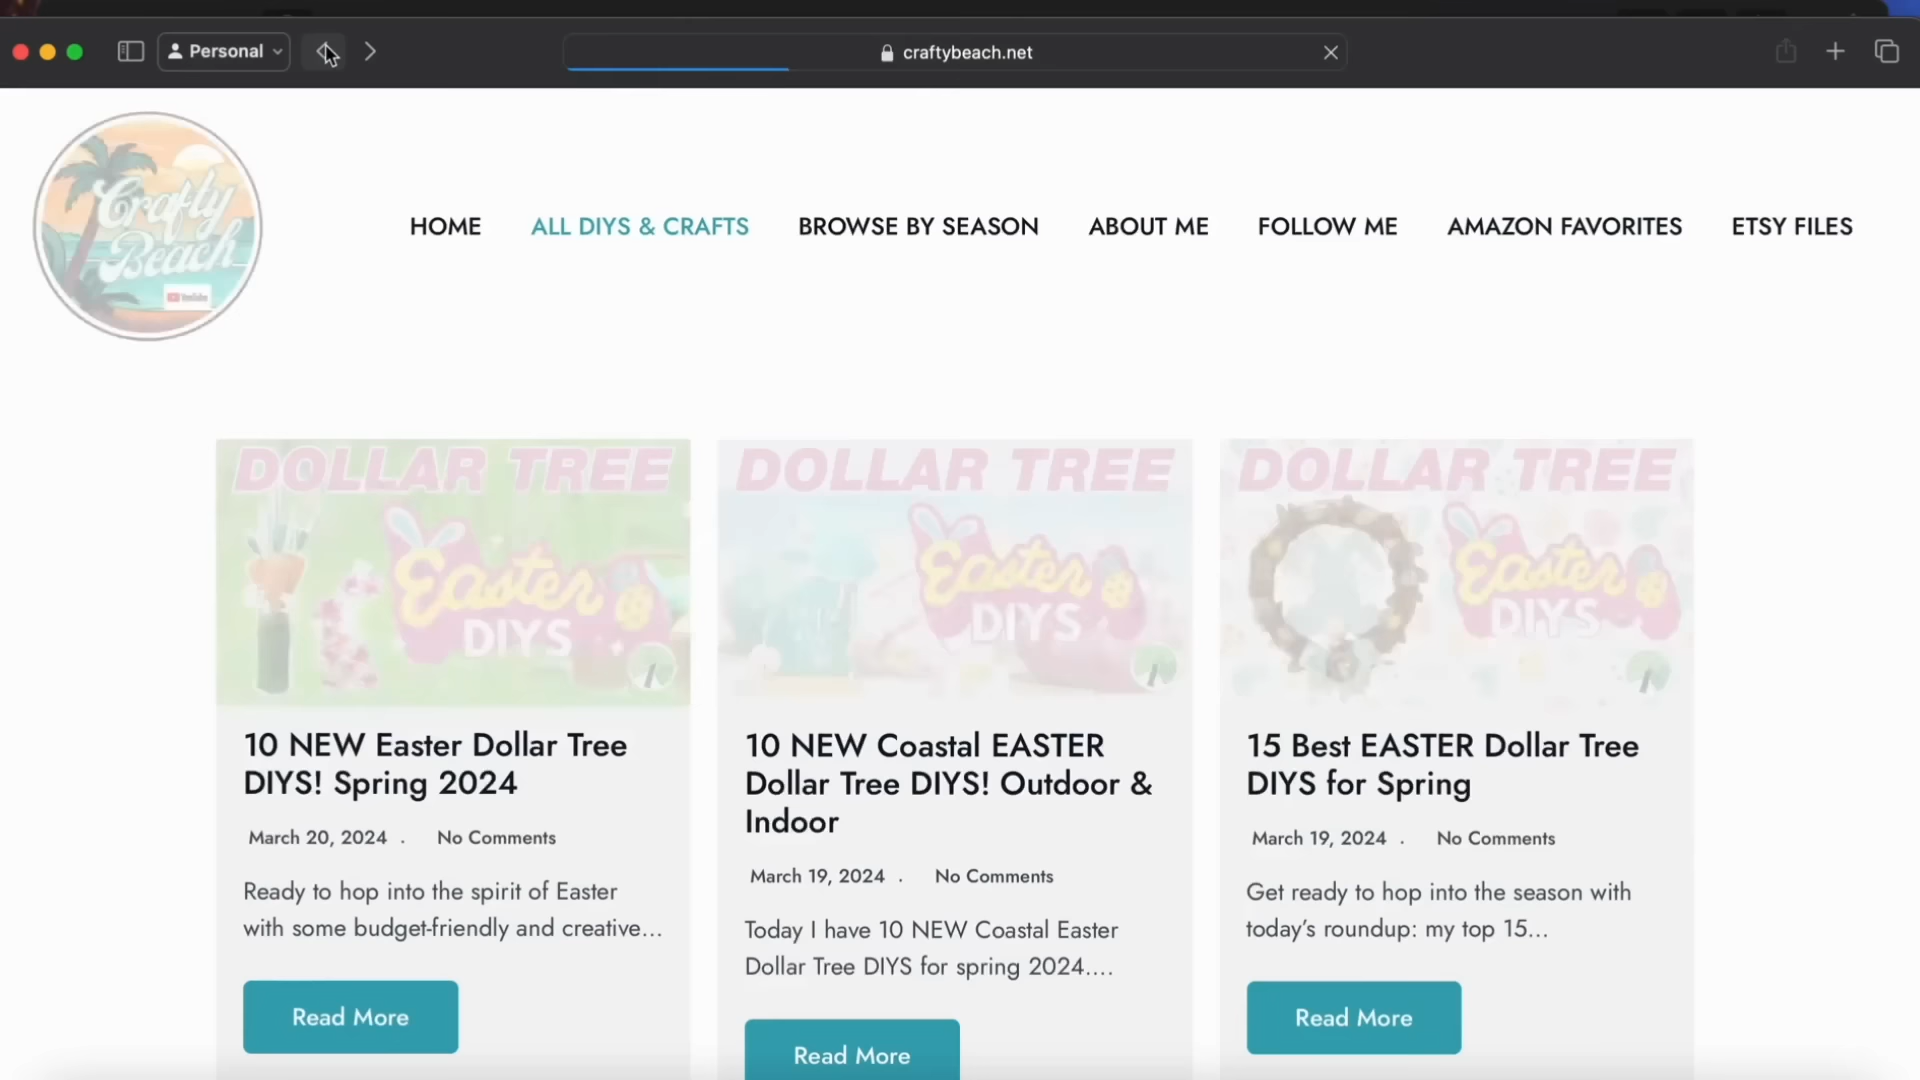 Personal
craftybeach.net
Crafty
Beach
YouTube
HOME
ALL DIYS & CRAFTS
BROWSE BY SEASON
ABOUT ME
FOLLOW ME
AMAZON FAVORITES
ETSY FILES
DOLLAR TREE
Easter
DIYS
DOLLAR TREE
Easter
DIYS
DOLLAR TREE
Easter
DIYS
10 NEW Easter Dollar Tree
DIYS! Spring 2024
March 20, 2024 . No Comments
Ready to hop into the spirit of Easter
with some budget-friendly and creative...
Read More
10 NEW Coastal EASTER
Dollar Tree DIYS! Outdoor &
Indoor
March 19, 2024 . No Comments
Today I have 10 NEW Coastal Easter
Dollar Tree DIYS for spring 2024....
Read More
15 Best EASTER Dollar Tree
DIYS for Spring
March 19, 2024 . No Comments
Get ready to hop into the season with
today's roundup: my top 15...
Read More